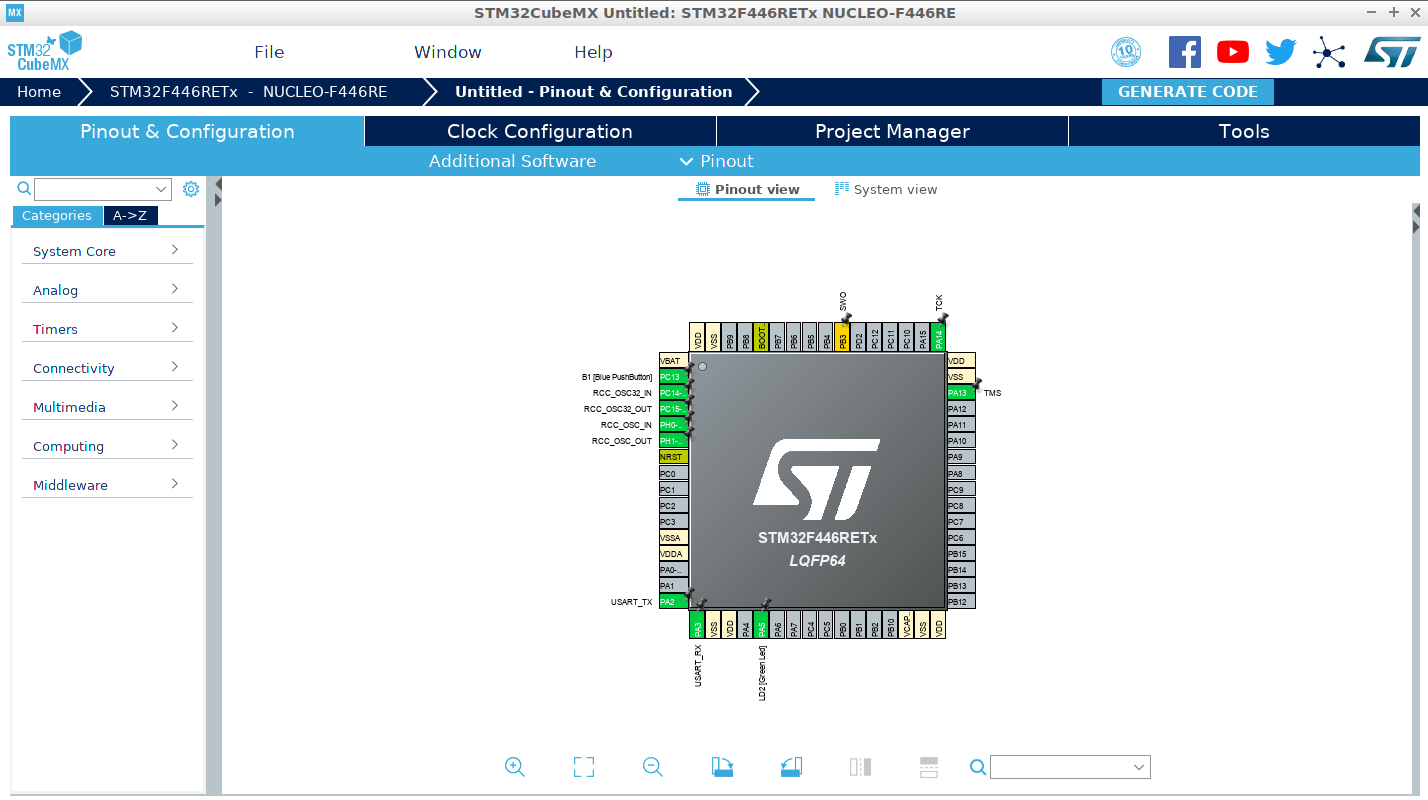 MX STM32CubeMX Untitled: STM32F446RETx NUCLEO-F446RE
STM32 CubeMX File Window Help 10
Home STM32F446RETx - NUCLEO-F446RE Untitled - Pinout & Configuration GENERATE CODE
Pinout & Configuration Clock Configuration Project Manager Tools
Additional Software Pinout
Pinout view System view
Categories A->Z
System Core
Analog
Timers
Connectivity
Multimedia
Computing
Middleware
SWO TCK
VDD VSS PB9 PB8 BOOT. PB7 PB6 PB5 PB4 PB3 PD2 PC12 PC11 PC10 PA15 PA14
VBAT VDD
B1 [Blue PushButton] PC13 VSS
RCC_OSC32_IN PC14-.. PA13 TMS
RCC_OSC32_OUT PC15-.. PA12
RCC_OSC_IN PH0-.. PA11
RCC_OSC_OUT PH1-.. PA10
NRST PA9
PC0 PA8
PC1 PC9
PC2 PC8
PC3 PC7
VSSA PC6
VDDA PB15
PA0-.. PB14
PA1 PB13
USART_TX PA2 PB12
ST
STM32F446RETx
LQFP64
PA3 VSS VDD PA4 PA5 PA6 PA7 PC4 PC5 PB0 PB1 PB2 PB10 VCAP. VSS VDD
USART_RX LD2 [Green Led]